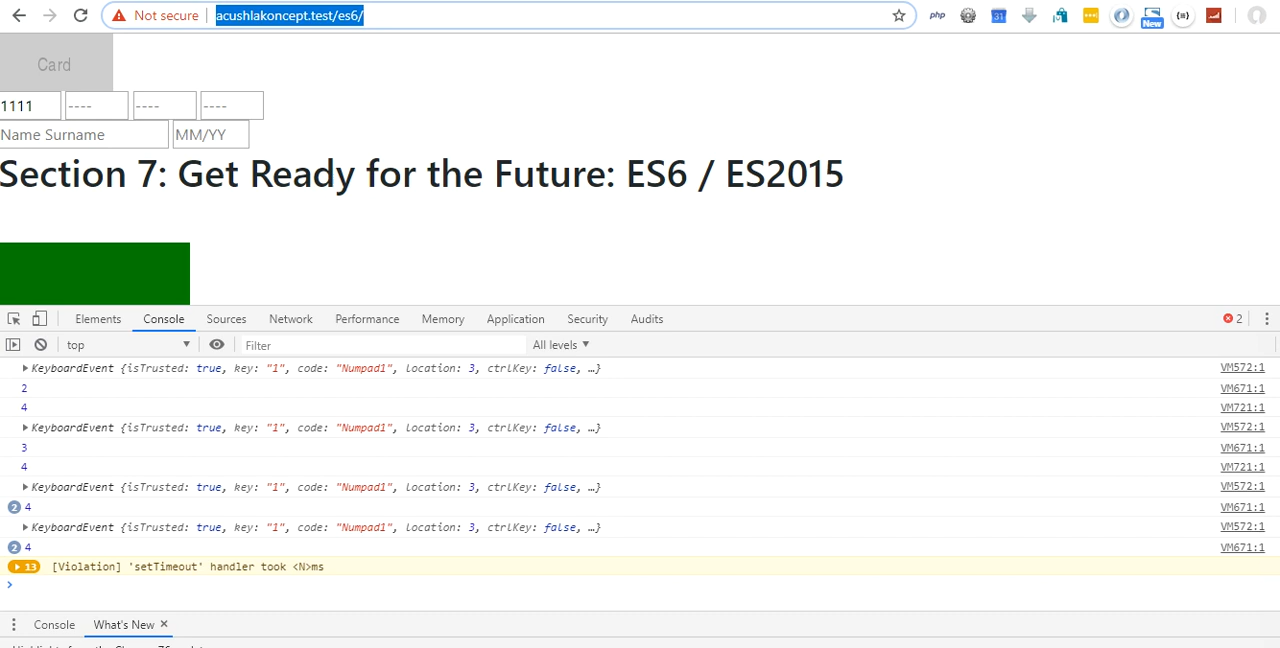 Not secure acushlakoncept.test/es6/ php 31 New
Card
1111 ---- ---- ----
Name Surname MM/YY
Section 7: Get Ready for the Future: ES6 / ES2015
Elements Console Sources Network Performance Memory Application Security Audits 2
top Filter All levels
KeyboardEvent {isTrusted: true, key: "1", code: "Numpad1", location: 3, ctrlKey: false, …} VM572:1
2 VM671:1
4 VM721:1
KeyboardEvent {isTrusted: true, key: "1", code: "Numpad1", location: 3, ctrlKey: false, …} VM572:1
3 VM671:1
4 VM721:1
KeyboardEvent {isTrusted: true, key: "1", code: "Numpad1", location: 3, ctrlKey: false, …} VM572:1
2 4 VM671:1
KeyboardEvent {isTrusted: true, key: "1", code: "Numpad1", location: 3, ctrlKey: false, …} VM572:1
2 4 VM671:1
13 [Violation] 'setTimeout' handler took <N>ms
Console What's New